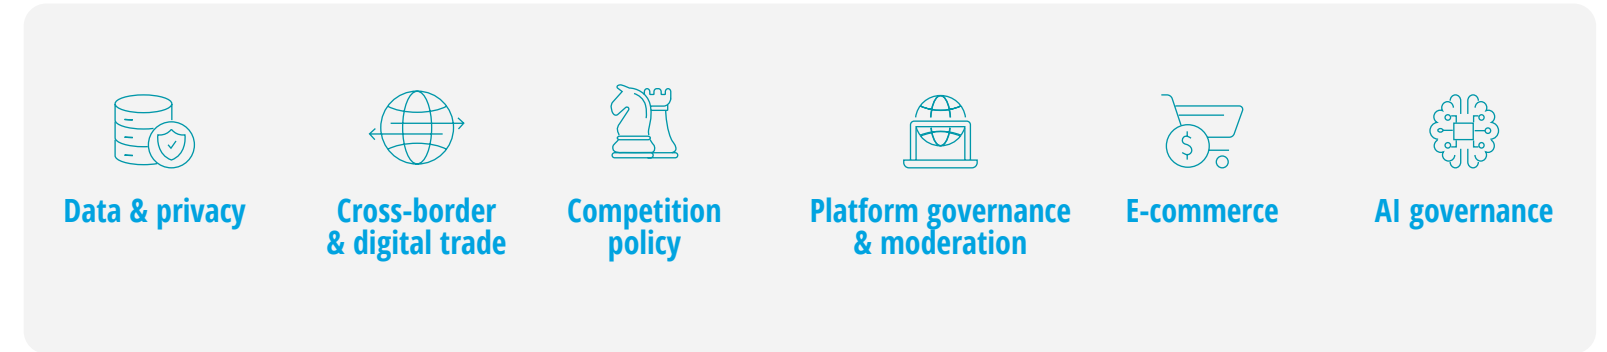 Data & privacy
Cross-border
& digital trade
Competition
policy
Platform governance
& moderation
E-commerce
AI governance